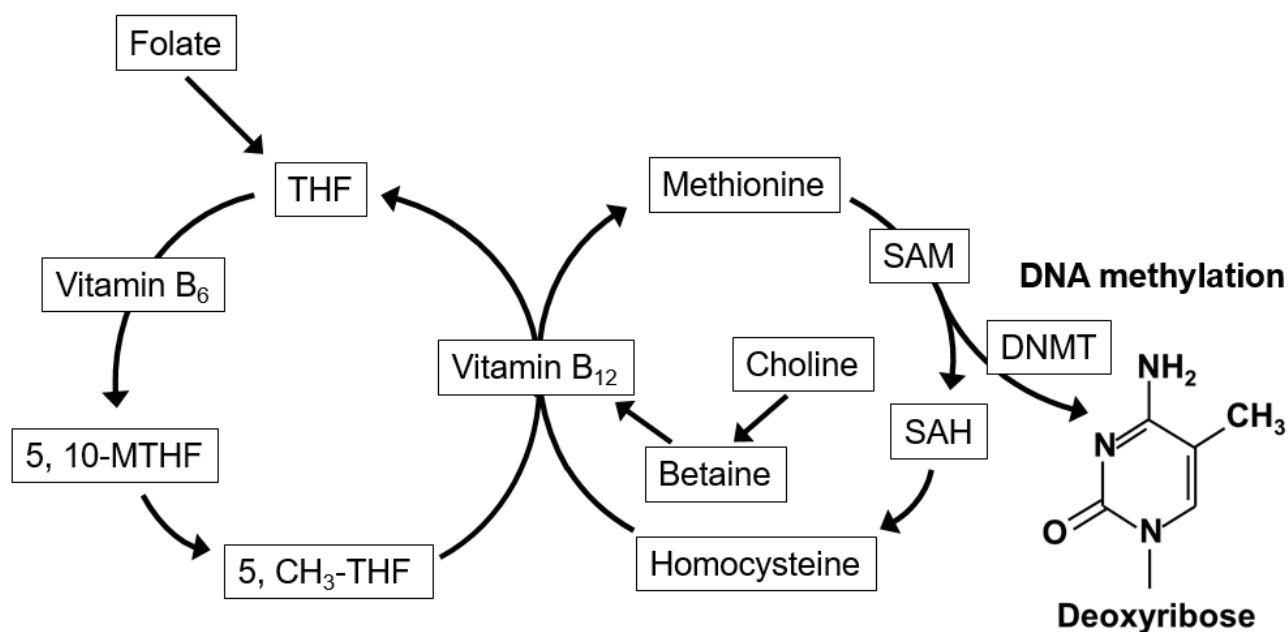 Folate
THF
Methionine
SAM
DNA methylation
Vitamin B₆
DNMT
Vitamin B₁₂
Choline
NH₂
CH₃
SAH
N
5, 10-MTHF
Betaine
O
N
Homocysteine
5, CH₃-THF
Deoxyribose